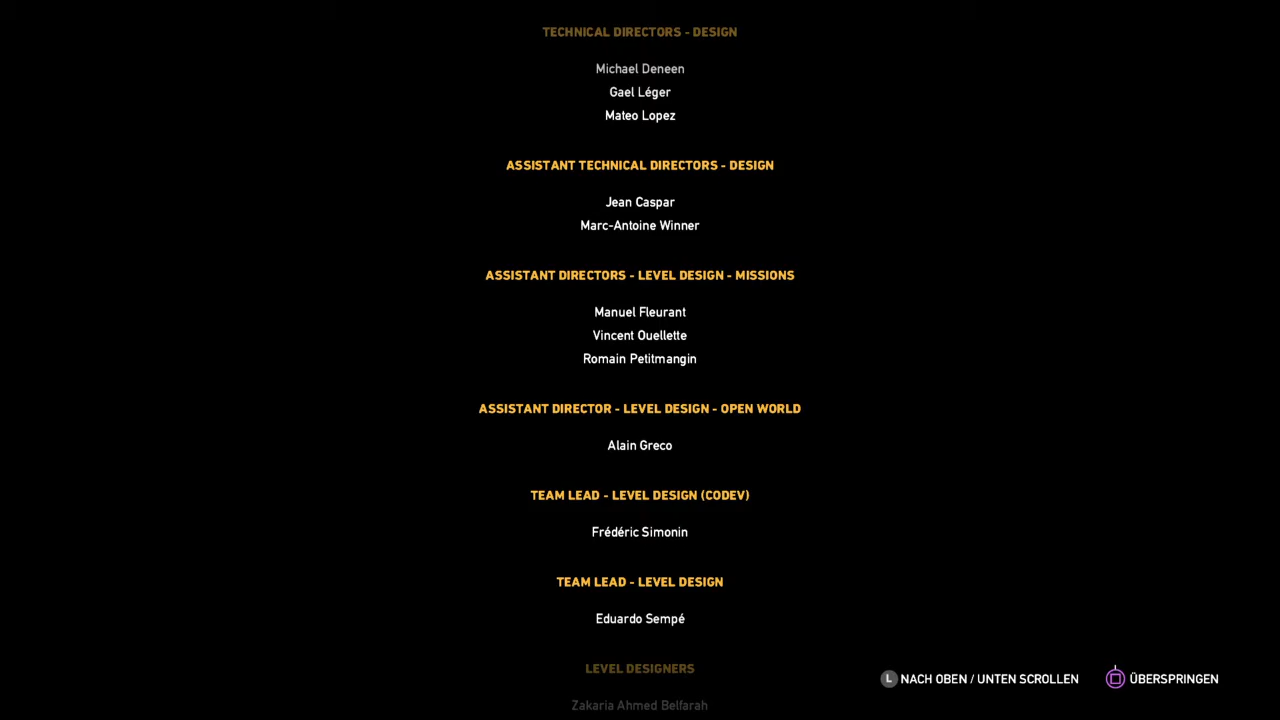 TECHNICAL DIRECTORS - DESIGN
Michael Deneen
Gael Léger
Mateo Lopez
ASSISTANT TECHNICAL DIRECTORS - DESIGN
Jean Caspar
Marc-Antoine Winner
ASSISTANT DIRECTORS - LEVEL DESIGN - MISSIONS
Manuel Fleurant
Vincent Ouellette
Romain Petitmangin
ASSISTANT DIRECTOR - LEVEL DESIGN - OPEN WORLD
Alain Greco
TEAM LEAD - LEVEL DESIGN (CODEV)
Frédéric Simonin
TEAM LEAD - LEVEL DESIGN
Eduardo Sempé
LEVEL DESIGNERS
Zakaria Ahmed Belfarah
L NACH OBEN / UNTEN SCROLLEN ÜBERSPRINGEN